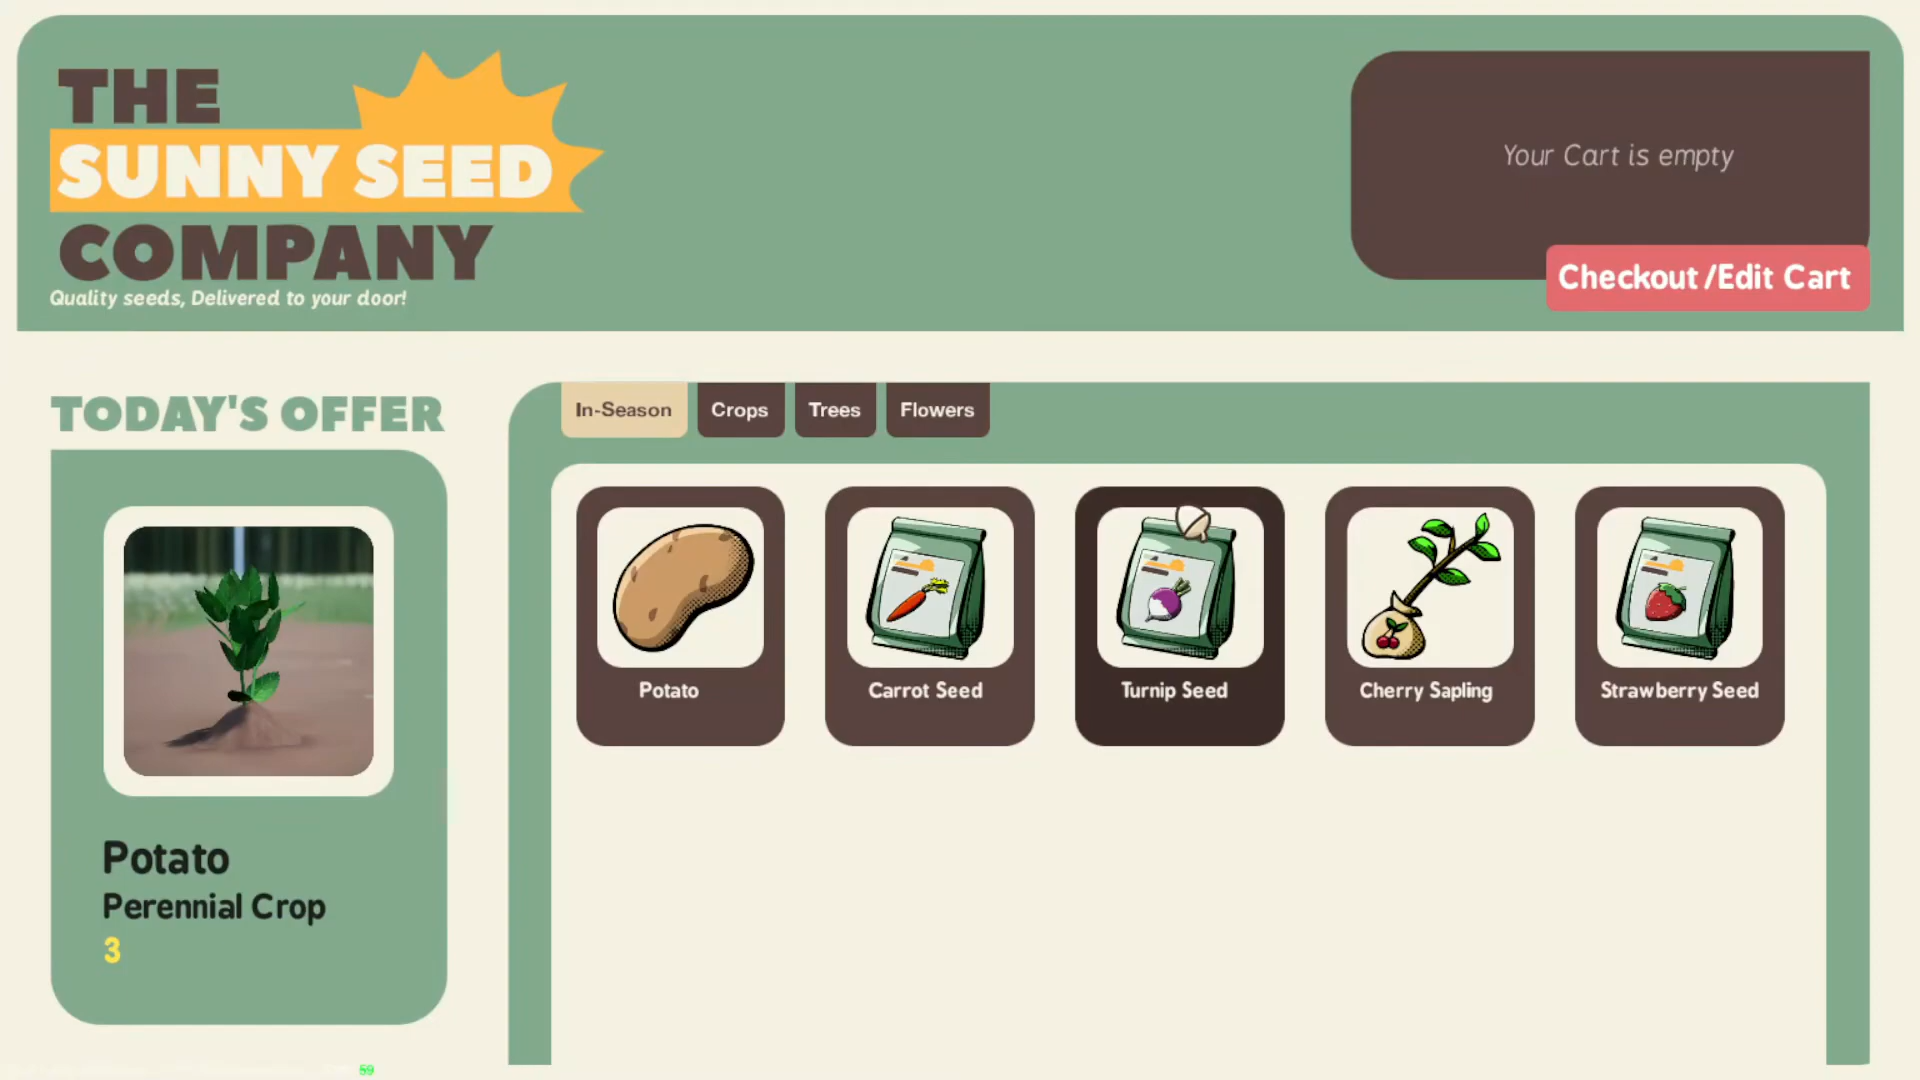 THE
SUNNY SEED
COMPANY
Quality seeds, Delivered to your door!
Your Cart is empty
Checkout /Edit Cart
TODAY'S OFFER
Potato
Perennial Crop
3
In-Season
Crops
Trees
Flowers
Potato
Carrot Seed
Turnip Seed
Cherry Sapling
Strawberry Seed
59